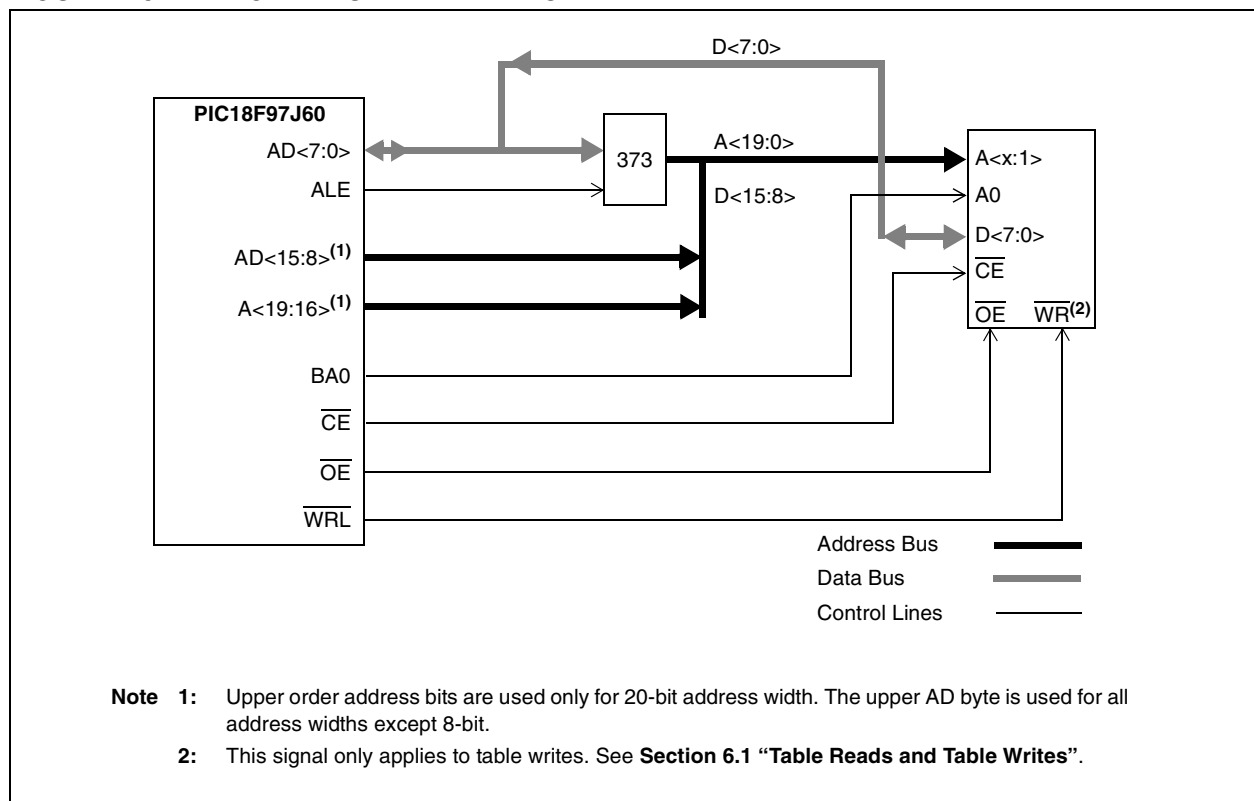 D<7:0>
PIC18F97J60
AD<7:0>
373
A<19:0>
A<x:1>
ALE
D<15:8>
A0
D<7:0>
AD<15:8>(1)
CE
A<19:16>(1)
OE WR(2)
BA0
CE
OE
WRL
Address Bus
Data Bus
Control Lines
Note 1: Upper order address bits are used only for 20-bit address width. The upper AD byte is used for all
address widths except 8-bit.
2: This signal only applies to table writes. See Section 6.1 “Table Reads and Table Writes”.